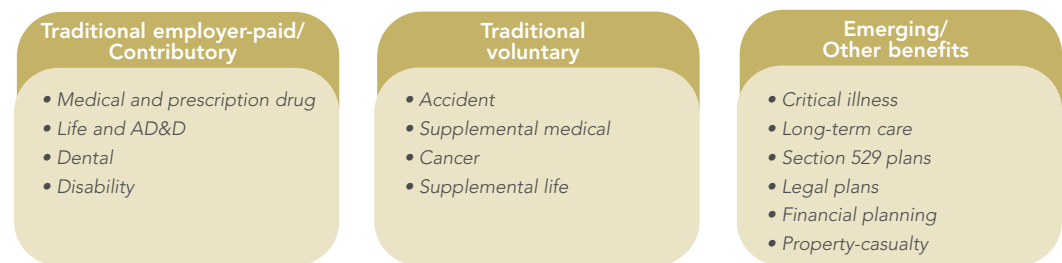 Traditional employer-paid/
Contributory
• Medical and prescription drug
• Life and AD&D
• Dental
• Disability
Traditional
voluntary
• Accident
• Supplemental medical
• Cancer
• Supplemental life
Emerging/
Other benefits
• Critical illness
• Long-term care
• Section 529 plans
• Legal plans
• Financial planning
• Property-casualty